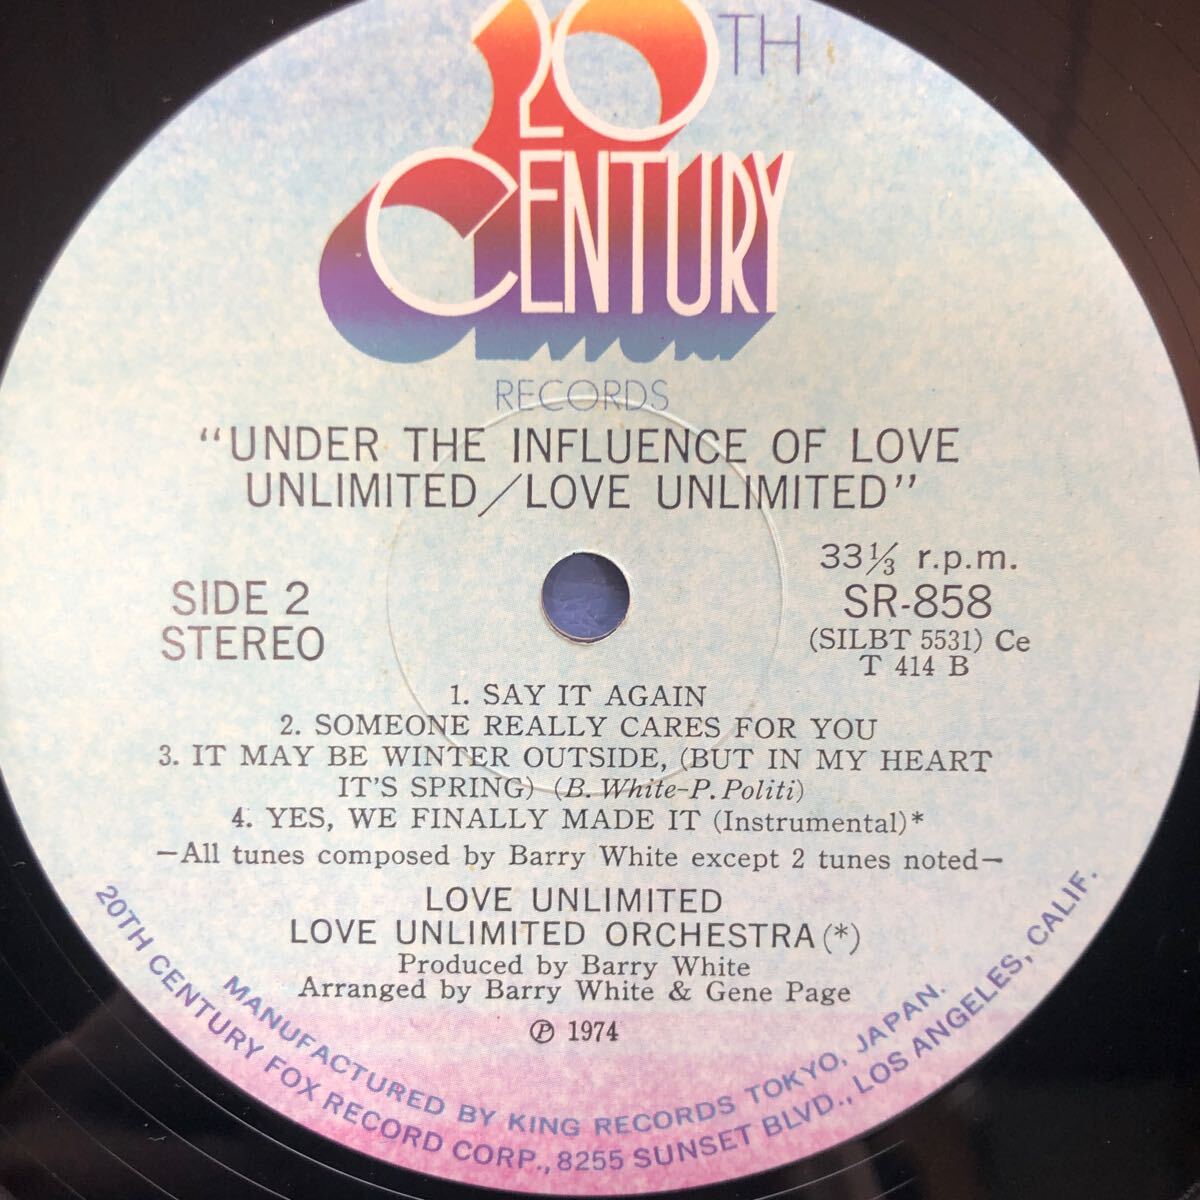 20TH
CENTURY
RECORDS
"UNDER THE INFLUENCE OF LOVE
UNLIMITED/LOVE UNLIMITED"
33⅓ r.p.m.
SIDE 2
SR-858
STEREO
(SILBT 5531) Ce
T 414 B
1. SAY IT AGAIN
2. SOMEONE REALLY CARES FOR YOU
3. IT MAY BE WINTER OUTSIDE, (BUT IN MY HEART
IT'S SPRING) (B. White-P. Politi)
4. YES, WE FINALLY MADE IT (Instrumental)*
—All tunes composed by Barry White except 2 tunes noted—
LOVE UNLIMITED
LOVE UNLIMITED ORCHESTRA (*)
Produced by Barry White
Arranged by Barry White & Gene Page
℗ 1974
MANUFACTURED BY KING RECORDS TOKYO, JAPAN.
20TH CENTURY FOX RECORD CORP., 8255 SUNSET BLVD., LOS ANGELES, CALIF.